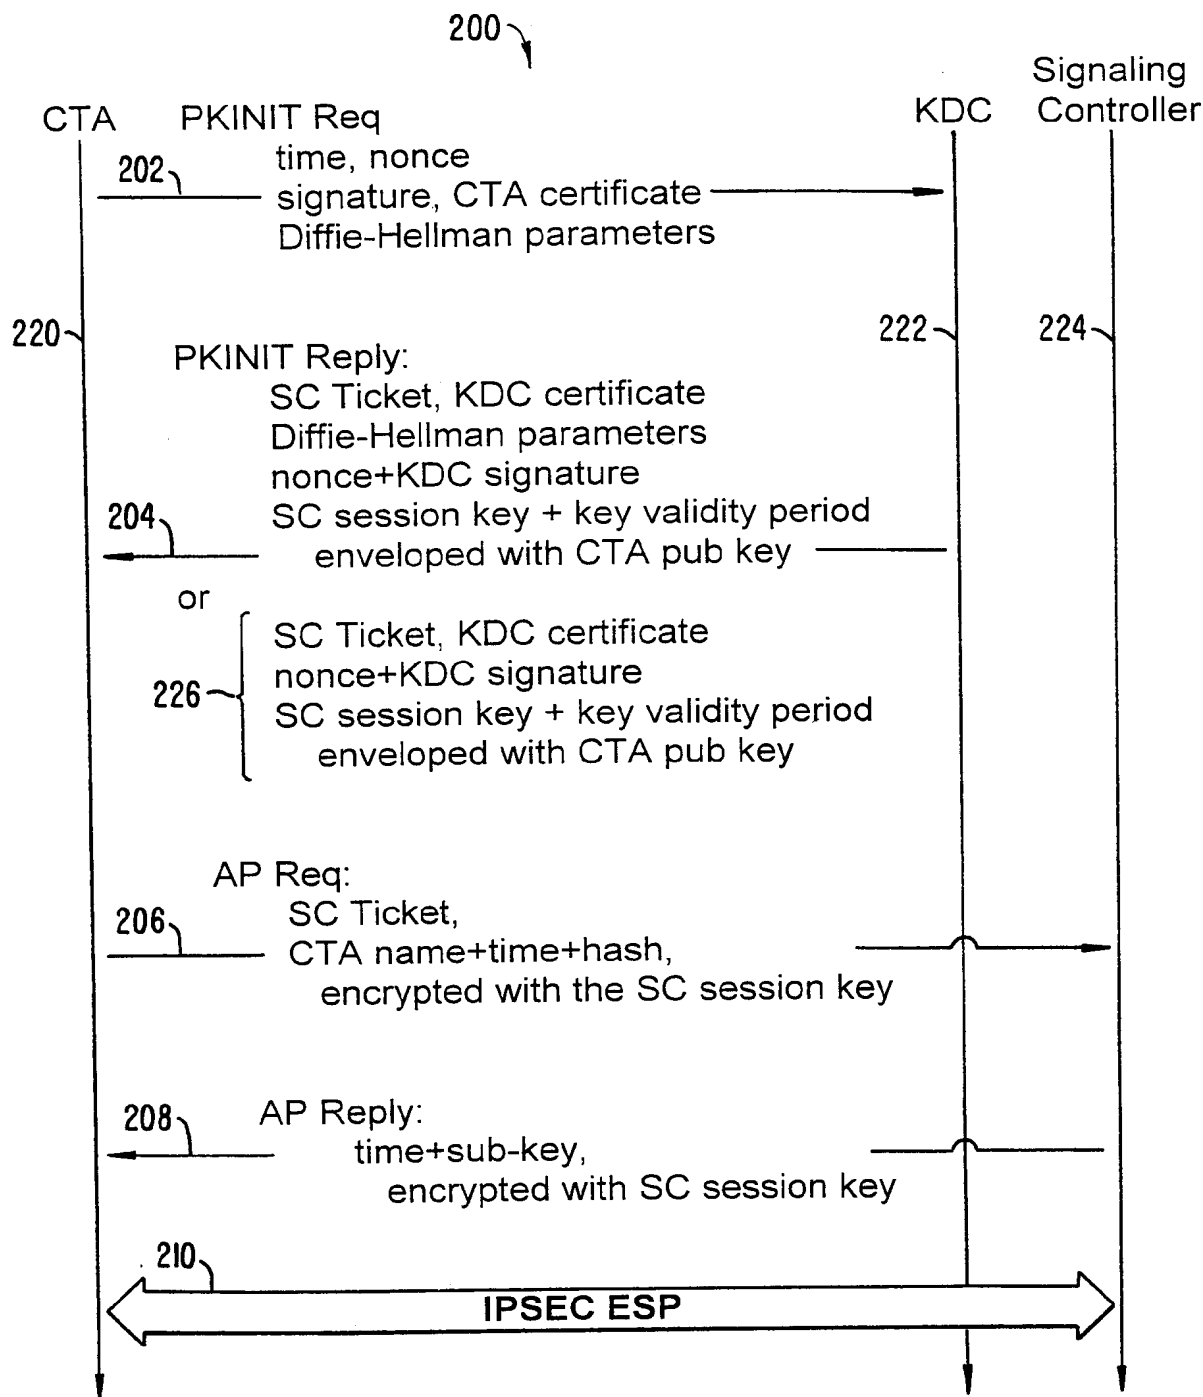 200
Signaling
Controller
CTA
PKINIT Req
KDC
time, nonce
202
signature, CTA certificate
Diffie-Hellman parameters
220
222
224
PKINIT Reply:
SC Ticket, KDC certificate
Diffie-Hellman parameters
nonce+KDC signature
204
SC session key + key validity period
enveloped with CTA pub key
or
SC Ticket, KDC certificate
nonce+KDC signature
226
SC session key + key validity period
enveloped with CTA pub key
AP Req:
SC Ticket,
206
CTA name+time+hash,
encrypted with the SC session key
208
AP Reply:
time+sub-key,
encrypted with SC session key
210
IPSEC ESP